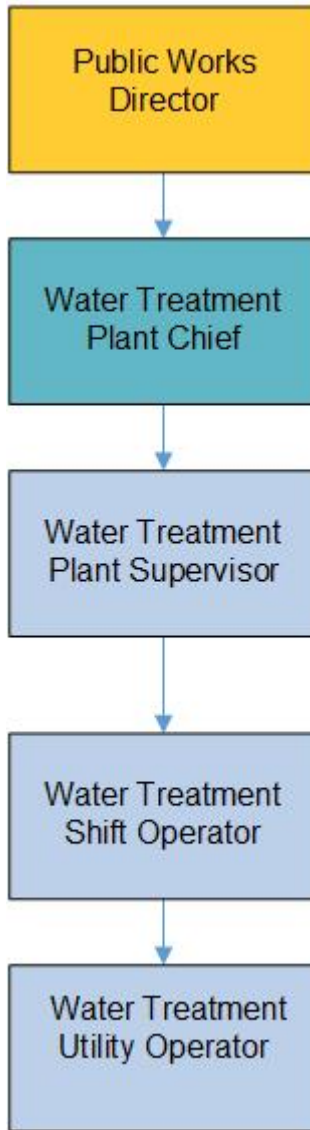 Public Works
Director
Water Treatment
Plant Chief
Water Treatment
Plant Supervisor
Water Treatment
Shift Operator
Water Treatment
Utility Operator